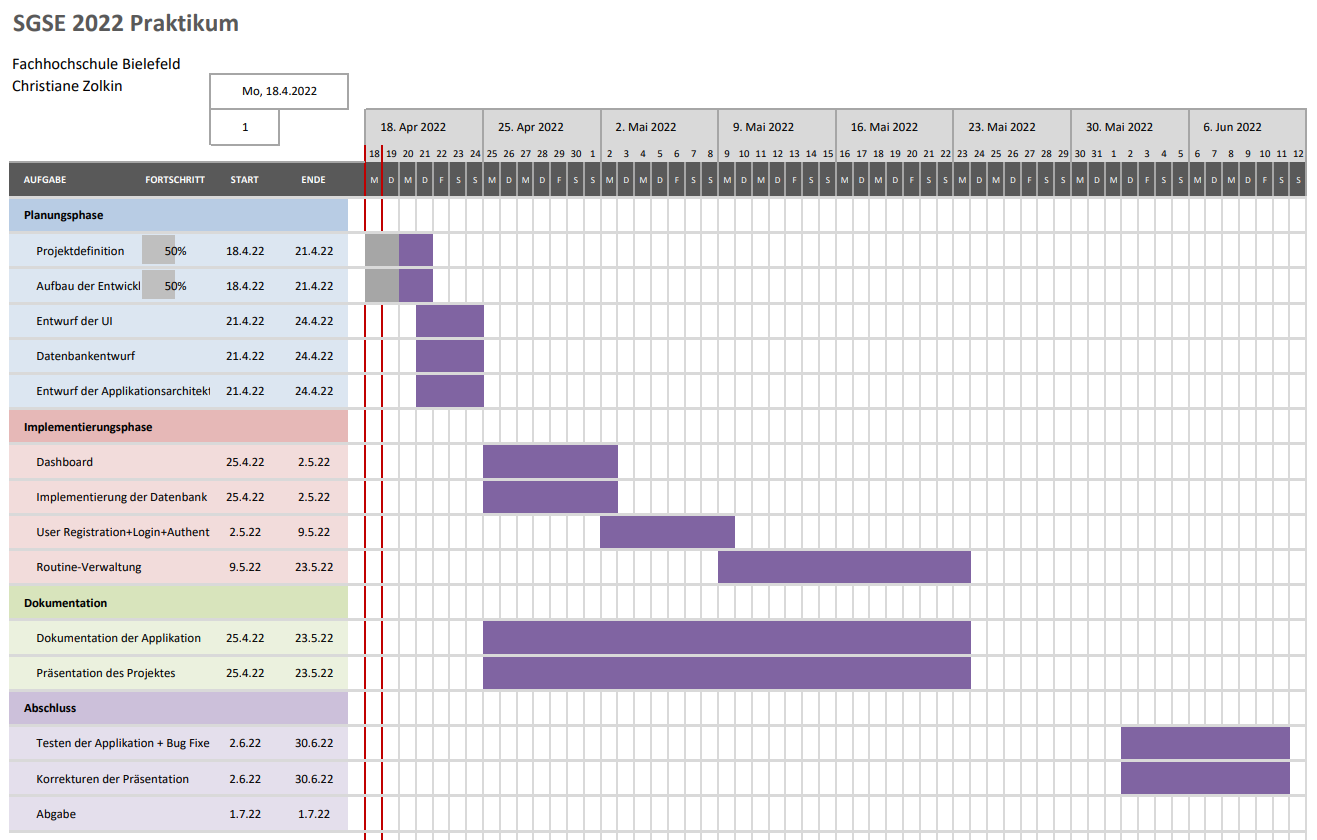 SGSE 2022 Praktikum
Fachhochschule Bielefeld
Christiane Zolkin
Mo, 18.4.2022
1
18. Apr 2022 25. Apr 2022 2. Mai 2022 9. Mai 2022 16. Mai 2022 23. Mai 2022 30. Mai 2022 6. Jun 2022
18 19 20 21 22 23 24 25 26 27 28 29 30 1 2 3 4 5 6 7 8 9 10 11 12 13 14 15 16 17 18 19 20 21 22 23 24 25 26 27 28 29 30 31 1 2 3 4 5 6 7 8 9 10 11 12
AUFGABE FORTSCHRITT START ENDE M D M D F S S M D M D F S S M D M D F S S M D M D F S S M D M D F S S M D M D F S S M D M D F S S M D M D F S S
Planungsphase
Projektdefinition 50% 18.4.22 21.4.22
Aufbau der Entwickl 50% 18.4.22 21.4.22
Entwurf der UI 21.4.22 24.4.22
Datenbankentwurf 21.4.22 24.4.22
Entwurf der Applikationsarchitekt 21.4.22 24.4.22
Implementierungsphase
Dashboard 25.4.22 2.5.22
Implementierung der Datenbank 25.4.22 2.5.22
User Registration+Login+Authent 2.5.22 9.5.22
Routine-Verwaltung 9.5.22 23.5.22
Dokumentation
Dokumentation der Applikation 25.4.22 23.5.22
Präsentation des Projektes 25.4.22 23.5.22
Abschluss
Testen der Applikation + Bug Fixe 2.6.22 30.6.22
Korrekturen der Präsentation 2.6.22 30.6.22
Abgabe 1.7.22 1.7.22